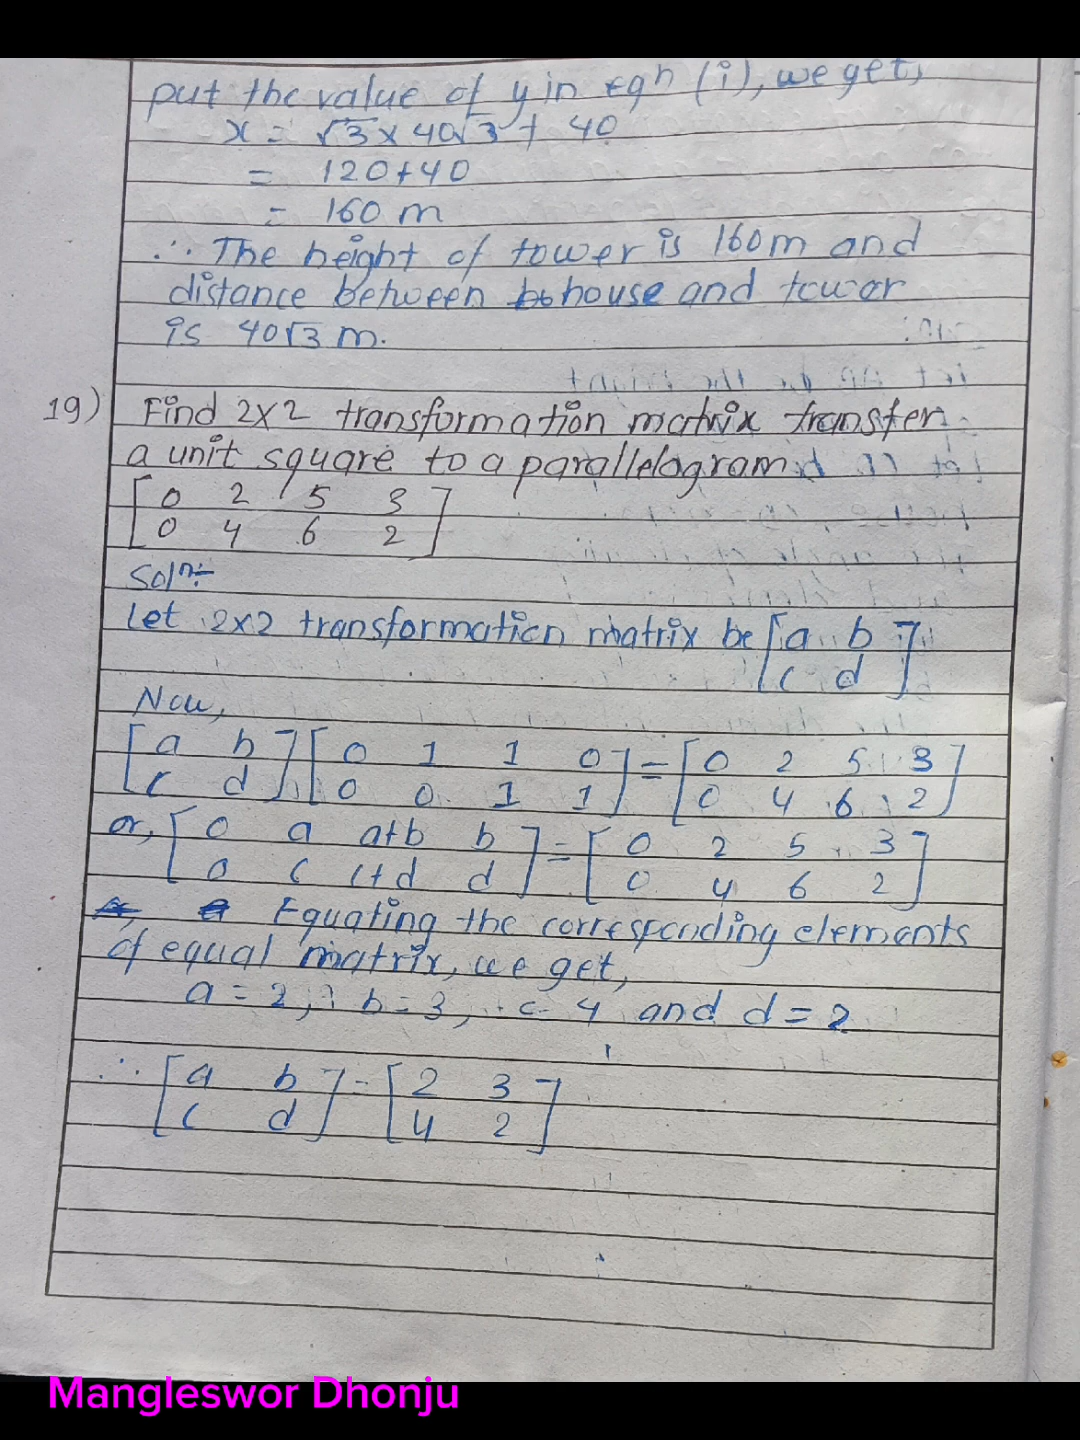 put the value of y in eqn (i), we get,
x = √3 × 40√3 + 40
= 120 + 40
= 160 m
∴ The height of tower is 160m and
distance between house and tower
is 40√3 m.
19) Find 2×2 transformation matrix transfer
a unit square to a parallelogram
[0 2 5 3
0 4 6 2]
Solⁿ:-
Let 2×2 transformation matrix be [a b
c d]
Now,
[a b] [0 1 1 0] = [0 2 5 3]
[c d] [0 0 1 1] = [0 4 6 2]
or, [0 a a+b b] = [0 2 5 3]
[0 c c+d d] = [0 4 6 2]
Equating the corresponding elements
of equal matrix, we get,
a = 2, b = 3, c = 4 and d = 2
∴ [a b] = [2 3]
[c d] = [4 2]
Mangleswor Dhonju